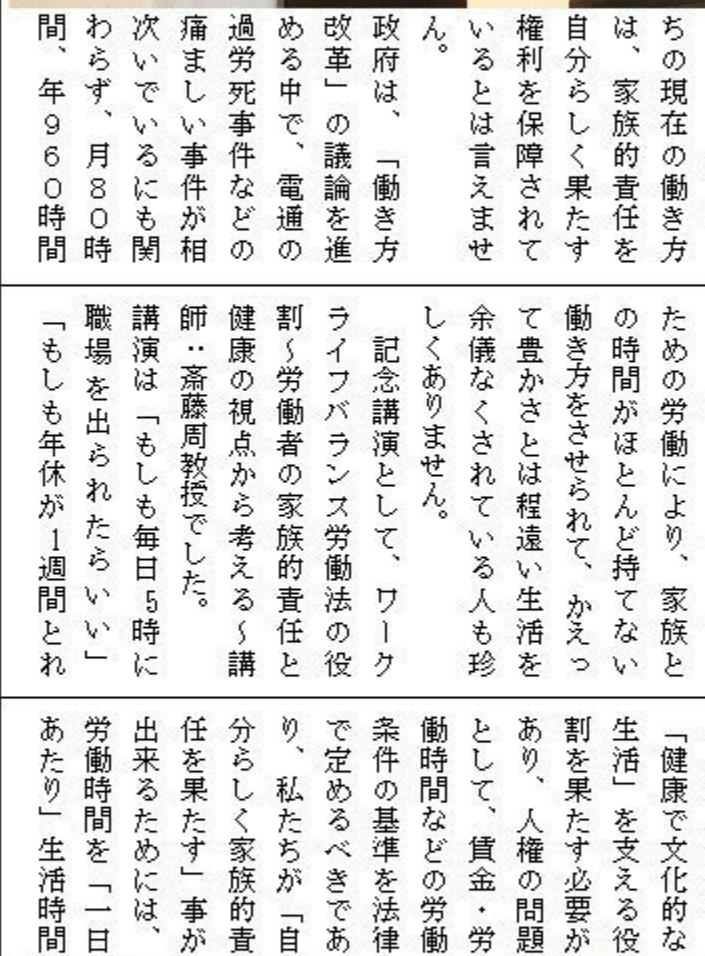 ちの現在の働き方
は、家族的責任を
自分らしく果たす
権利を保障されて
いるとは言えませ
ん。
政府は、「働き方
改革」の議論を進
める中で、電通の
過労死事件などの
痛ましい事件が相
次いでいるにも関
わらず、月80時
間、年960時間
ための労働により、家族と
の時間がほとんど持てない
働き方をさせられて、かえっ
て豊かさとは程遠い生活を
余儀なくされている人も珍
しくありません。
記念講演として、ワーク
ライフバランス労働法の役
割～労働者の家族的責任と
健康の視点から考える～講
師：斎藤周教授でした。
講演は「もしも毎日5時に
職場を出られたらいい」
「もしも年休が1週間とれ
「健康で文化的な
生活」を支える役
割を果たす必要が
あり、人権の問題
として、賃金・労
働時間などの労働
条件の基準を法律
で定めるべきであ
り、私たちが「自
分らしく家族的責
任を果たす」事が
出来るためには、
労働時間を「一日
あたり」生活時間